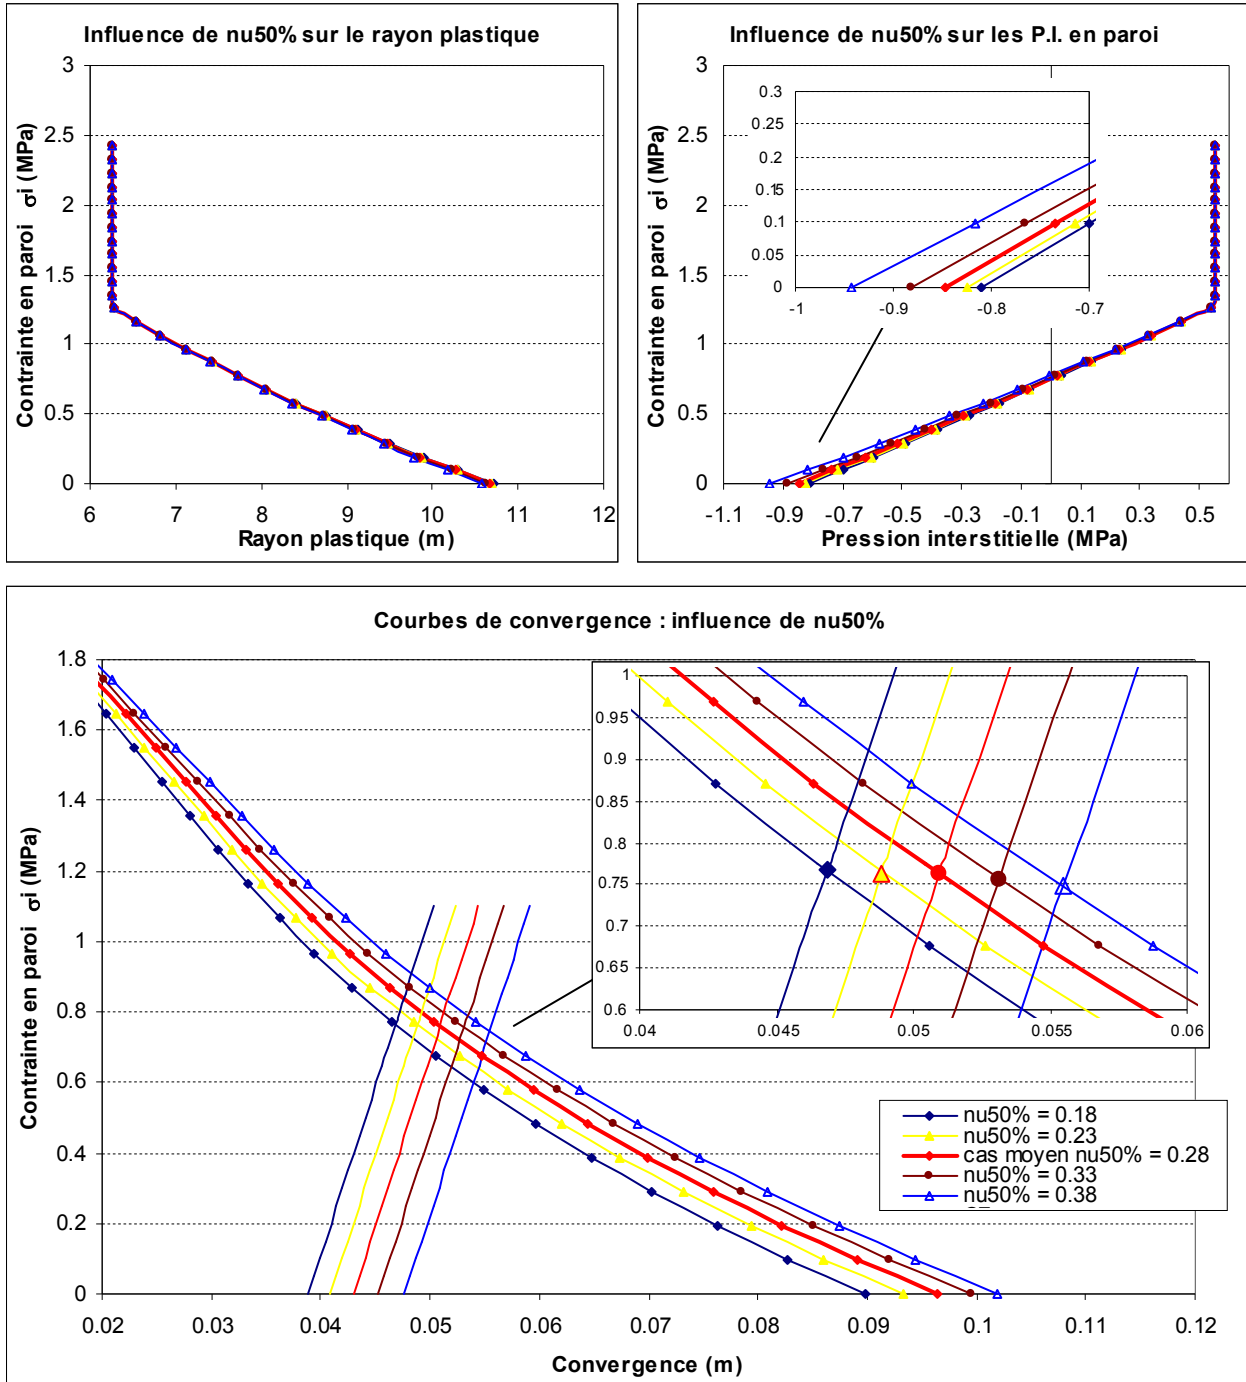 Influence de nu50% sur le rayon plastique
Contrainte en paroi σi (MPa)
3
2.5
2
1.5
1
0.5
0
6 7 8 9 10 11 12
Rayon plastique (m)
Influence de nu50% sur les P.I. en paroi
Contrainte en paroi σi (MPa)
3
2.5
2
1.5
1
0.5
0
-1.1 -0.9 -0.7 -0.5 -0.3 -0.1 0.1 0.3 0.5
Pression interstitielle (MPa)
0.3
0.25
0.2
0.15
0.1
0.05
0
-1 -0.9 -0.8 -0.7
Courbes de convergence : influence de nu50%
Contrainte en paroi σi (MPa)
1.8
1.6
1.4
1.2
1
0.8
0.6
0.4
0.2
0
0.02 0.03 0.04 0.05 0.06 0.07 0.08 0.09 0.1 0.11 0.12
Convergence (m)
1
0.95
0.9
0.85
0.8
0.75
0.7
0.65
0.6
0.04 0.045 0.05 0.055 0.06
nu50% = 0.18
nu50% = 0.23
cas moyen nu50% = 0.28
nu50% = 0.33
nu50% = 0.38